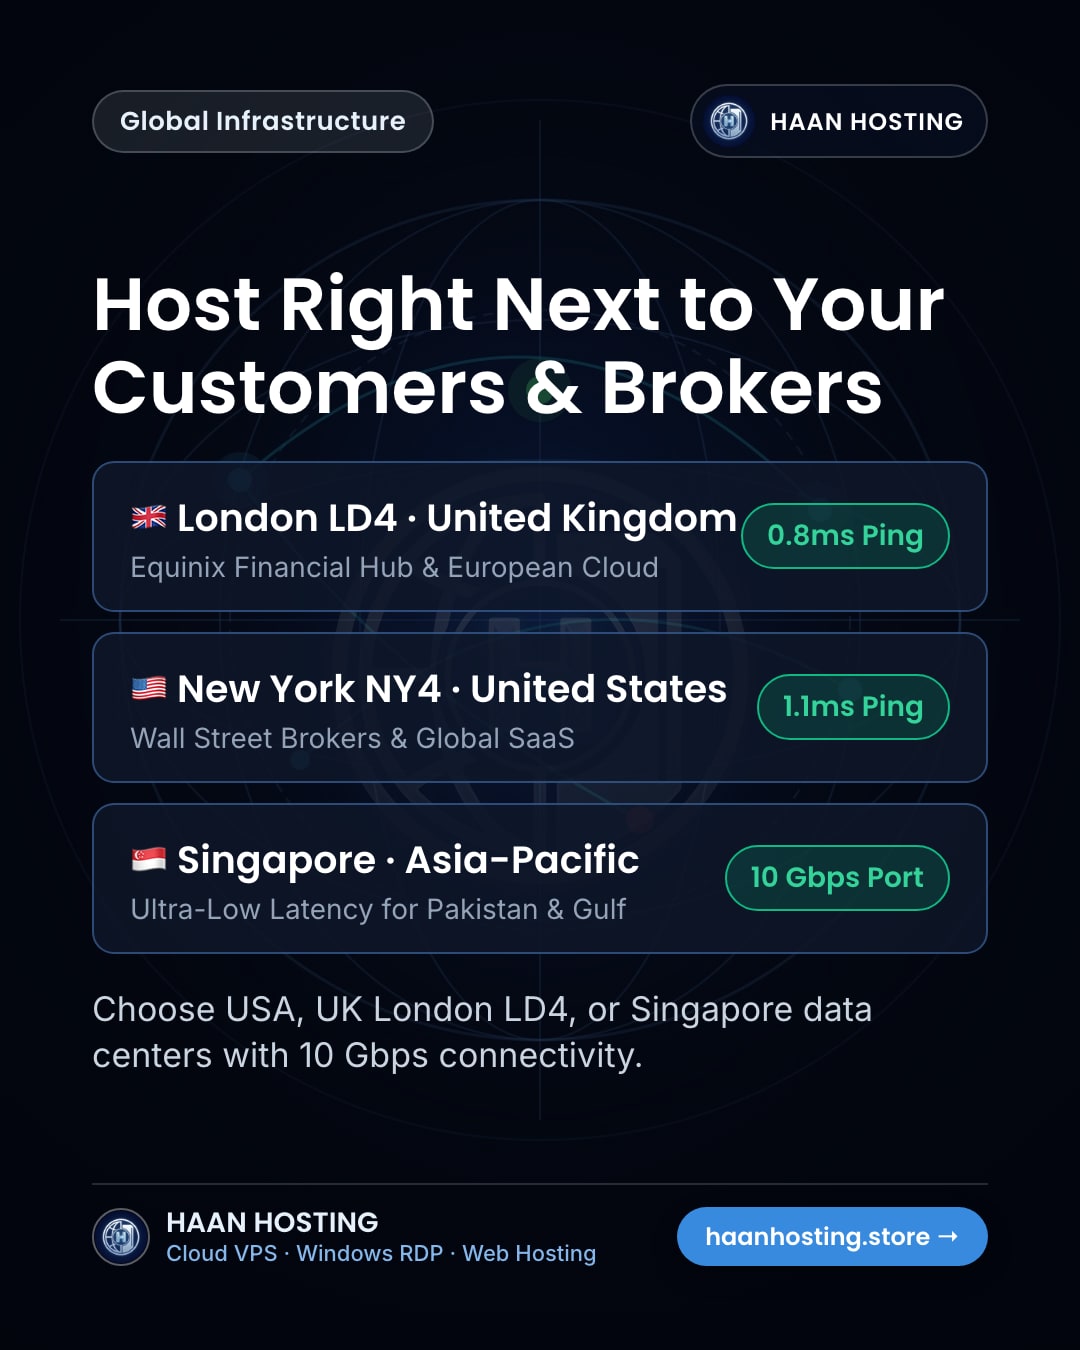 Global Infrastructure
HAAN HOSTING
Host Right Next to Your
Customers & Brokers
🇬🇧 London LD4 · United Kingdom
0.8ms Ping
Equinix Financial Hub & European Cloud
🇺🇸 New York NY4 · United States
1.1ms Ping
Wall Street Brokers & Global SaaS
🇸🇬 Singapore · Asia-Pacific
10 Gbps Port
Ultra-Low Latency for Pakistan & Gulf
Choose USA, UK London LD4, or Singapore data
centers with 10 Gbps connectivity.
HAAN HOSTING
Cloud VPS · Windows RDP · Web Hosting
haanhosting.store →